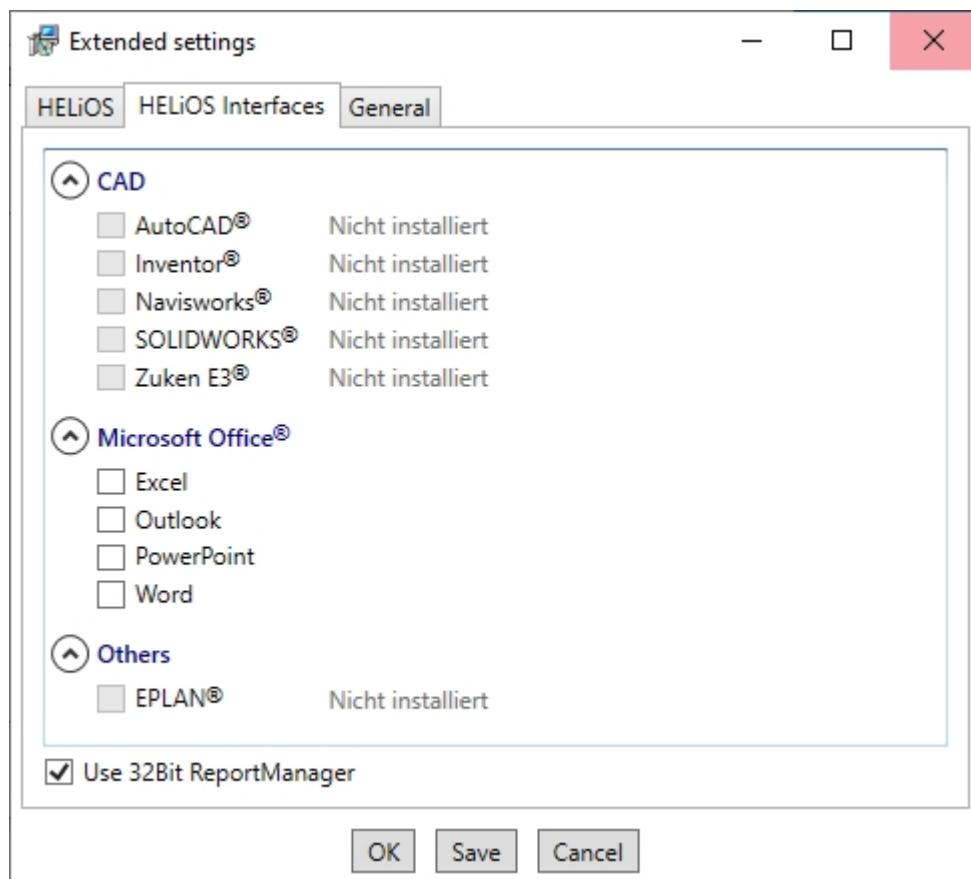 Extended settings
HELiOS HELiOS Interfaces General
CAD
AutoCAD® Nicht installiert
Inventor® Nicht installiert
Navisworks® Nicht installiert
SOLIDWORKS® Nicht installiert
Zuken E3® Nicht installiert
Microsoft Office®
Excel
Outlook
PowerPoint
Word
Others
EPLAN® Nicht installiert
Use 32Bit ReportManager
OK Save Cancel